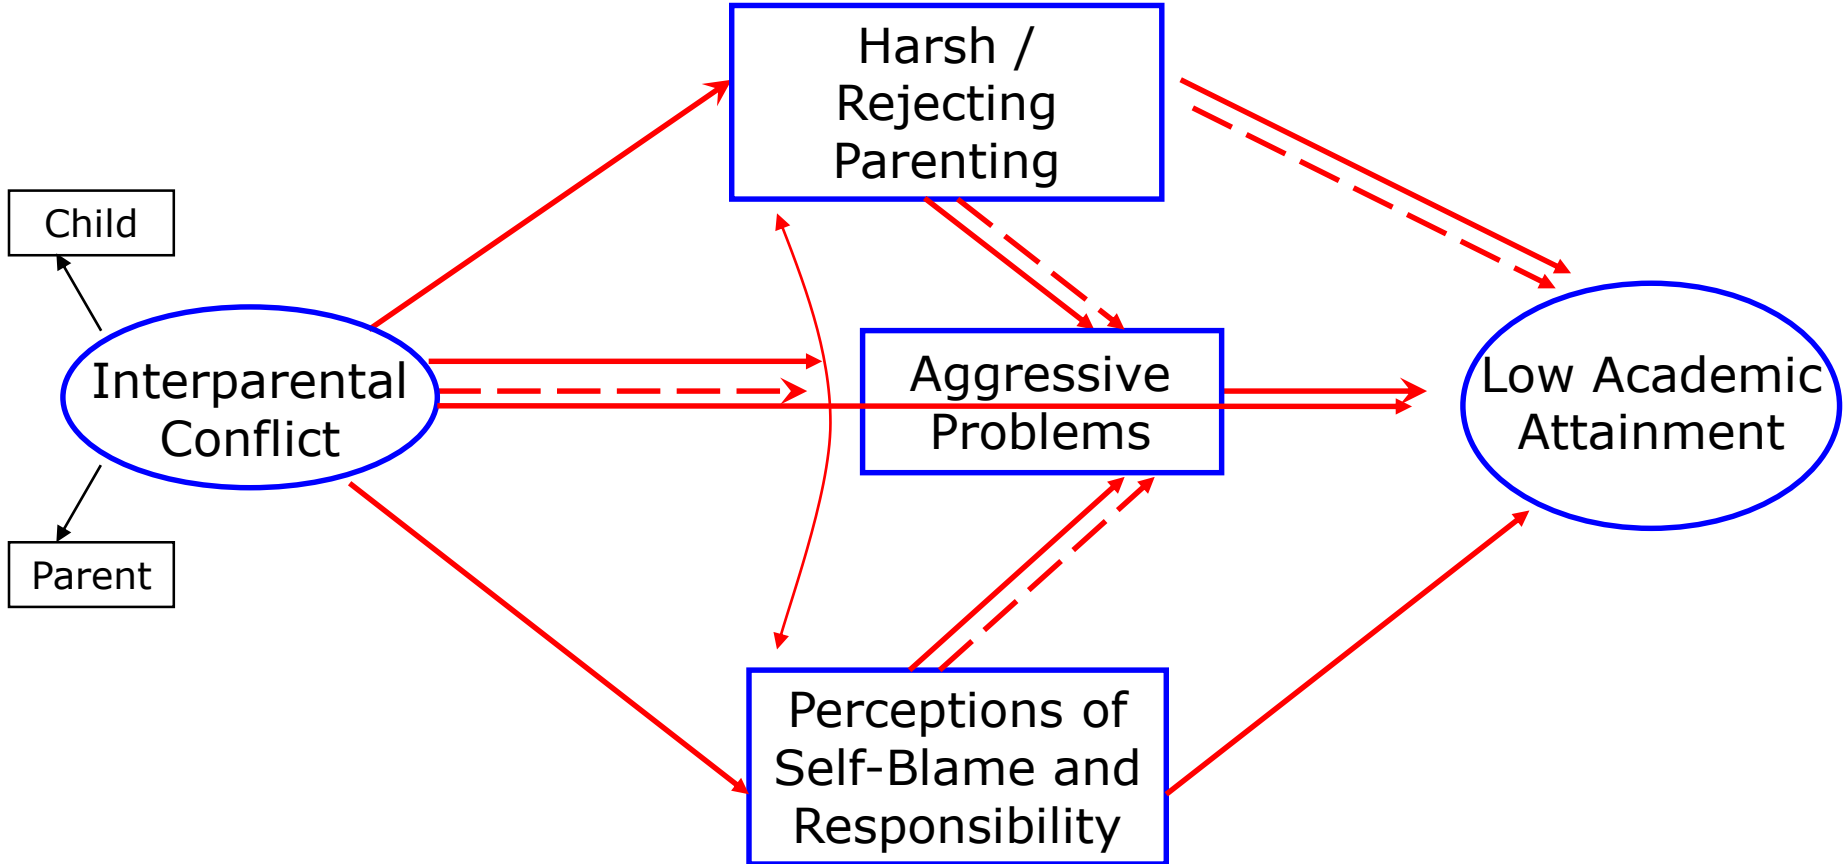 Harsh /
Rejecting
Parenting
Child
Interparental
Conflict
Aggressive
Problems
Low Academic
Attainment
Parent
Perceptions of
Self-Blame and
Responsibility